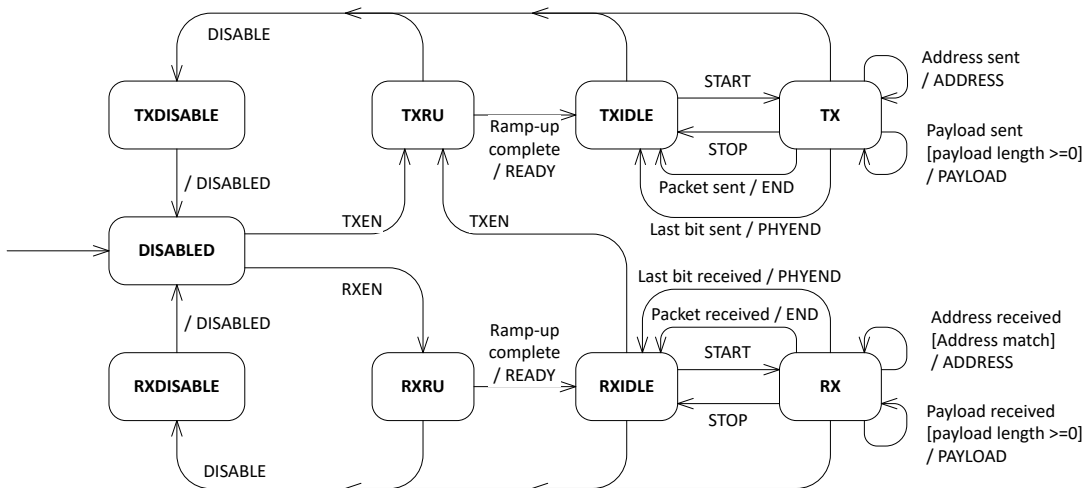 DISABLE
TXDISABLE
TXRU
TXIDLE
TX
START
STOP
Ramp-up
complete
/ READY
Address sent
/ ADDRESS
Payload sent
[payload length >=0]
/ PAYLOAD
Packet sent / END
Last bit sent / PHYEND
/ DISABLED
TXEN
TXEN
DISABLED
RXEN
Last bit received / PHYEND
Packet received / END
/ DISABLED
Ramp-up
complete
/ READY
START
STOP
Address received
[Address match]
/ ADDRESS
RXDISABLE
RXRU
RXIDLE
RX
Payload received
[payload length >=0]
/ PAYLOAD
DISABLE